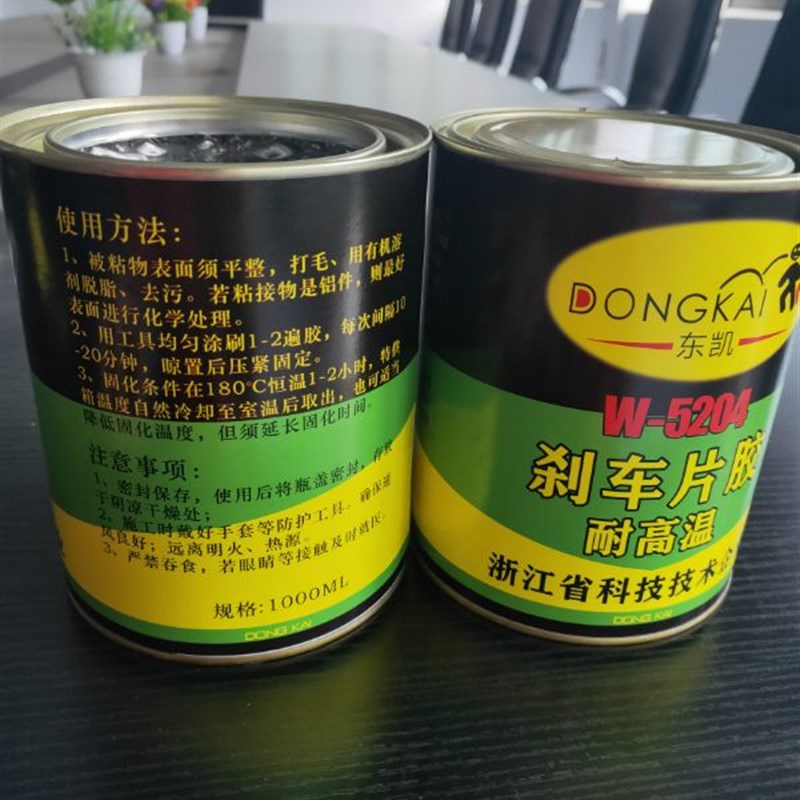 使用方法：
1、被粘物表面须平整，打毛、用有机溶
剂脱脂、去污。若粘接物是铝件，则最好
表面进行化学处理。
2、用工具均匀涂刷1-2遍胶，每次间隔10
-20分钟，晾置后压紧固定。
3、固化条件在180℃恒温1-2小时，特供
箱温度自然冷却至室温后取出，也可适当
降低固化温度，但须延长固化时间。
注意事项：
1、密封保存，使用后将瓶盖密封，存放
于阴凉干燥处；
2、施工时戴好手套等防护工具。确保通
风良好；远离明火、热源。
3、严禁吞食，若眼睛等接触及时就医。
规格：1000ML
DONG KAI
DONGKAI
东凯
W-5204
刹车片胶
耐高温
浙江省科技技术
DONG KAI